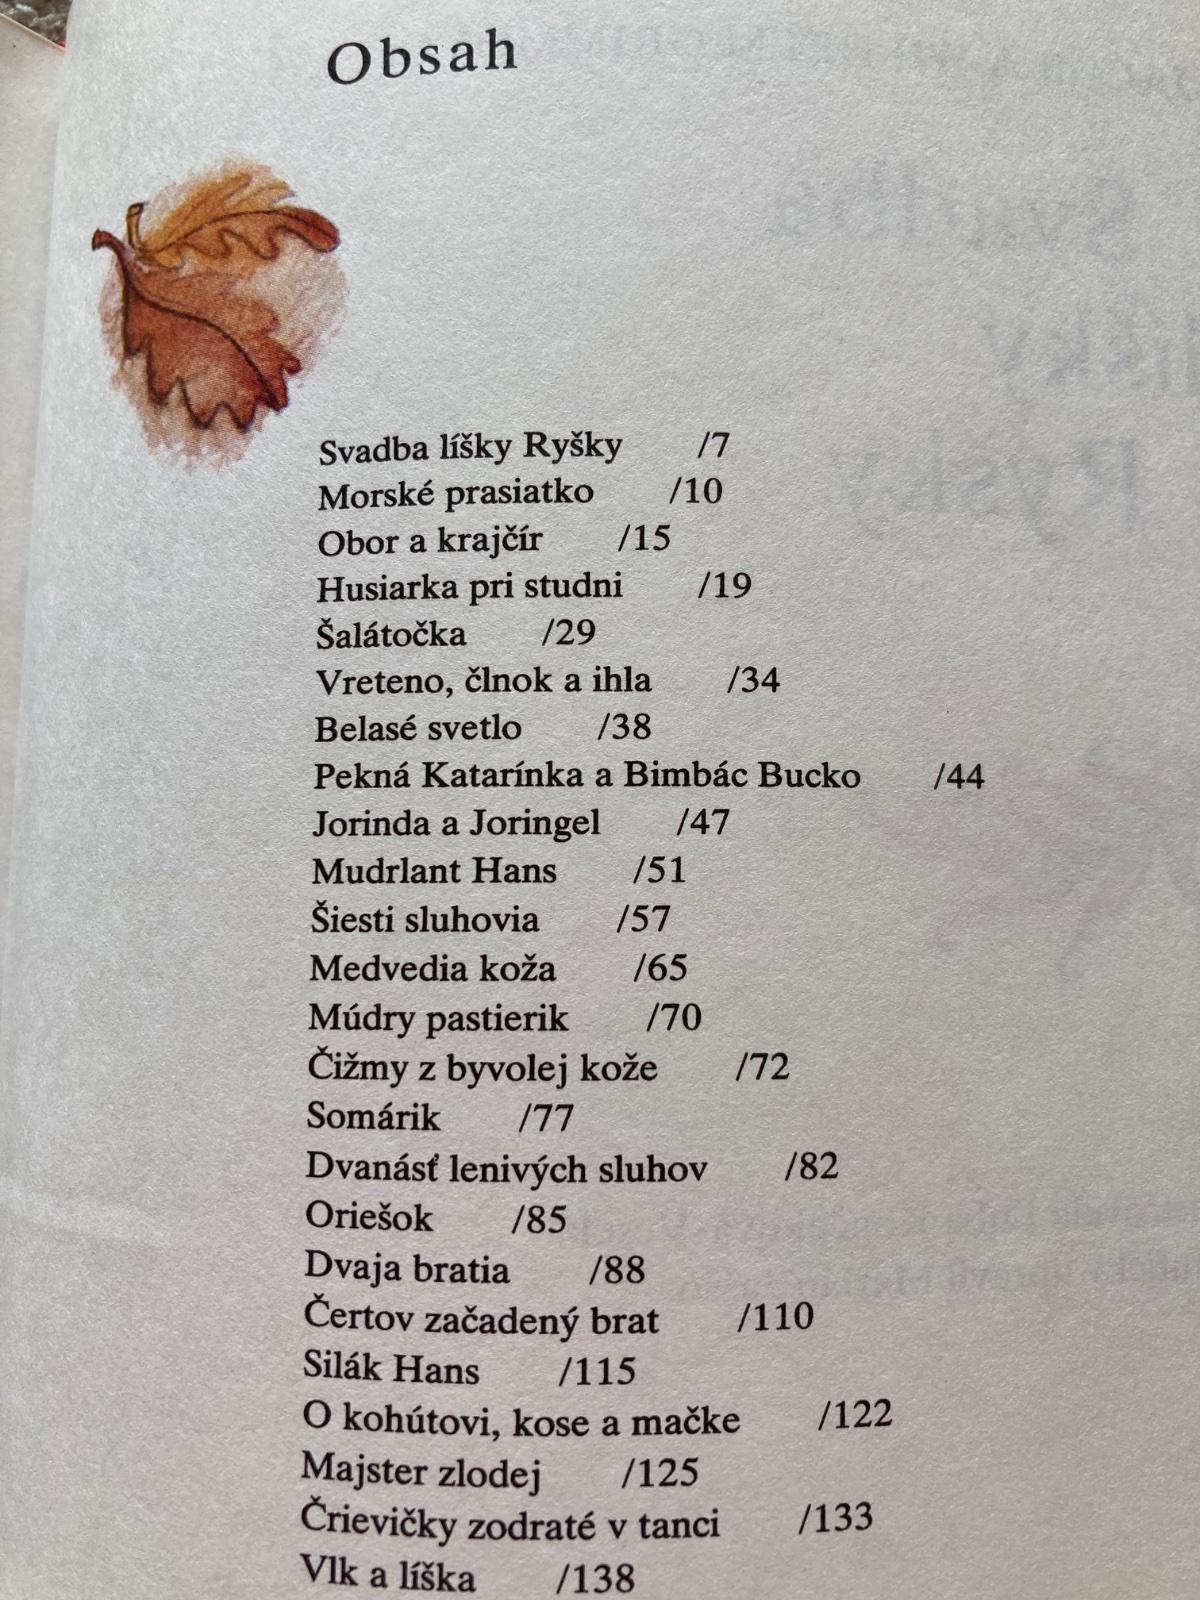 Obsah
Svadba líšky Ryšky /7
Morské prasiatko /10
Obor a krajčír /15
Husiarka pri studni /19
Šalátočka /29
Vreteno, člnok a ihla /34
Belasé svetlo /38
Pekná Katarínka a Bimbác Bucko /44
Jorinda a Joringel /47
Mudrlant Hans /51
Šiesti sluhovia /57
Medvedia koža /65
Múdry pastierik /70
Čižmy z byvolej kože /72
Somárik /77
Dvanásť lenivých sluhov /82
Oriešok /85
Dvaja bratia /88
Čertov začadený brat /110
Silák Hans /115
O kohútovi, kose a mačke /122
Majster zlodej /125
Črievičky zodraté v tanci /133
Vlk a líška /138